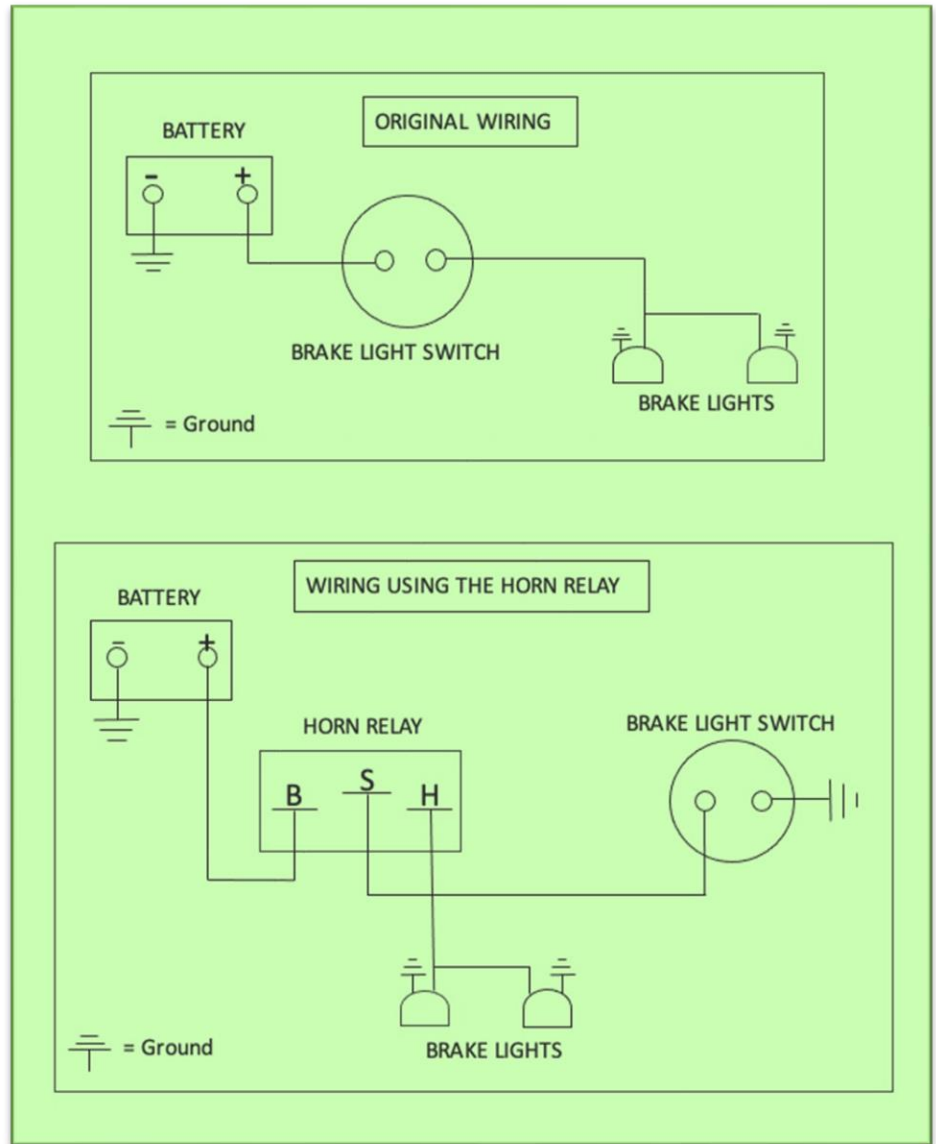 ORIGINAL WIRING
BATTERY
- +
BRAKE LIGHT SWITCH
BRAKE LIGHTS
= Ground
WIRING USING THE HORN RELAY
BATTERY
- +
HORN RELAY
BRAKE LIGHT SWITCH
B S H
BRAKE LIGHTS
= Ground